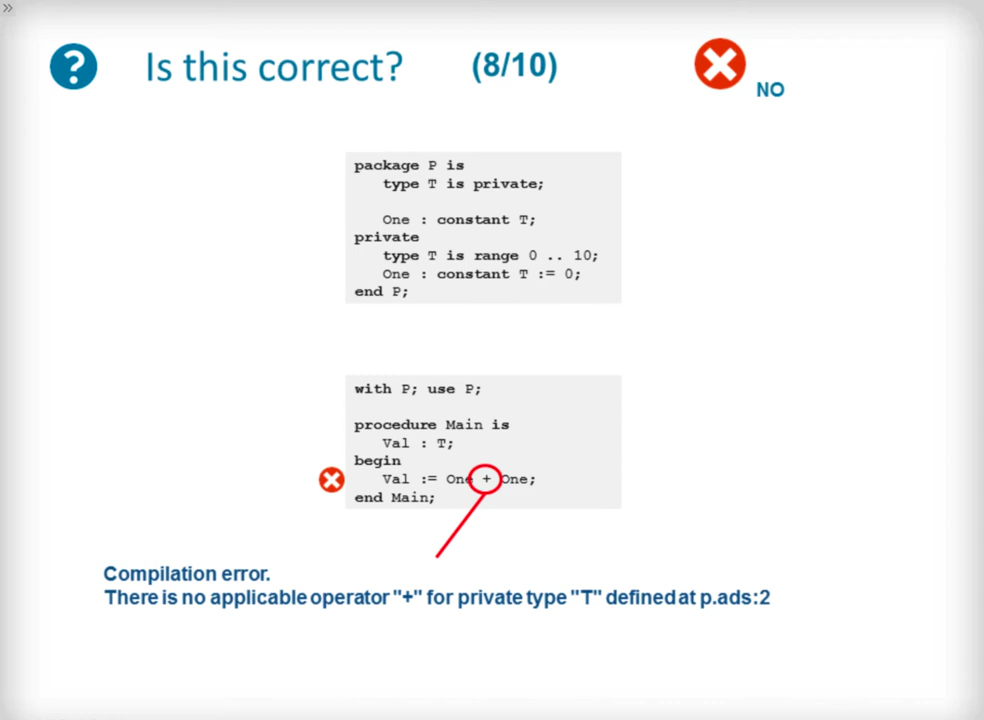 »
?
Is this correct? (8/10)
NO
package P is
type T is private;
One : constant T;
private
type T is range 0 .. 10;
One : constant T := 0;
end P;
with P; use P;
procedure Main is
Val : T;
begin
Val := One + One;
end Main;
Compilation error.
There is no applicable operator "+" for private type "T" defined at p.ads:2